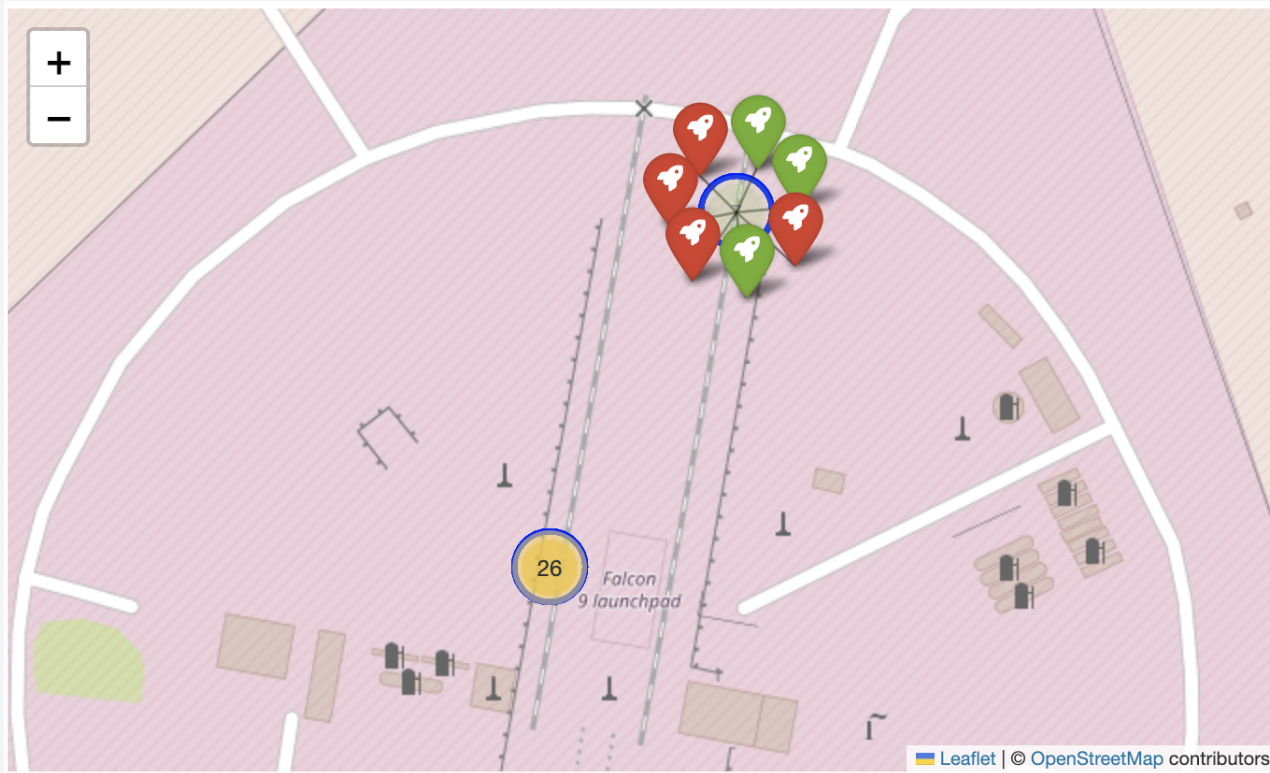 +
−
26
Falcon
9 launchpad
Leaflet | © OpenStreetMap contributors